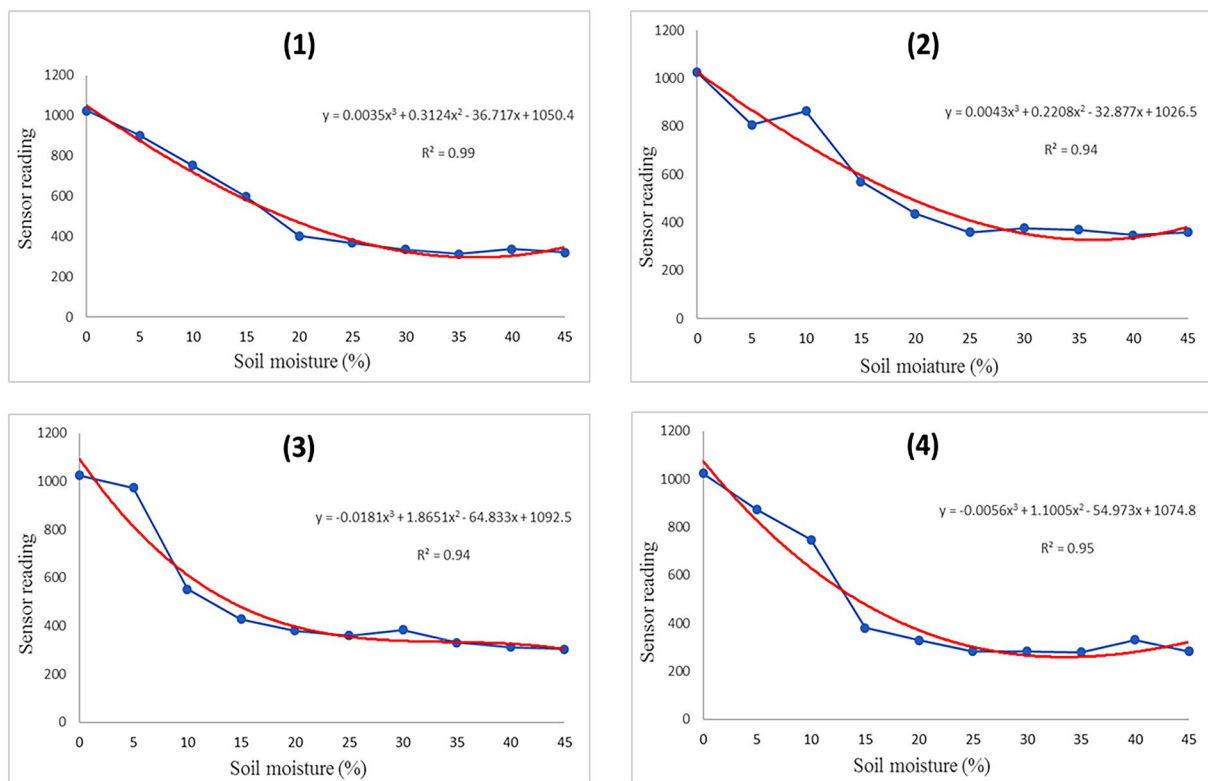 (1)
1200
1000
800
600
400
200
0
Sensor reading
y = 0.0035x³ + 0.3124x² - 36.717x + 1050.4
R² = 0.99
0 5 10 15 20 25 30 35 40 45
Soil moisture (%)
(2)
1200
1000
800
600
400
200
0
Sensor reading
y = 0.0043x³ + 0.2208x² - 32.877x + 1026.5
R² = 0.94
0 5 10 15 20 25 30 35 40 45
Soil moiature (%)
(3)
1200
1000
800
600
400
200
0
Sensor reading
y = -0.0181x³ + 1.8651x² - 64.833x + 1092.5
R² = 0.94
0 5 10 15 20 25 30 35 40 45
Soil moisture (%)
(4)
1200
1000
800
600
400
200
0
Sensor reading
y = -0.0056x³ + 1.1005x² - 54.973x + 1074.8
R² = 0.95
0 5 10 15 20 25 30 35 40 45
Soil moisture (%)